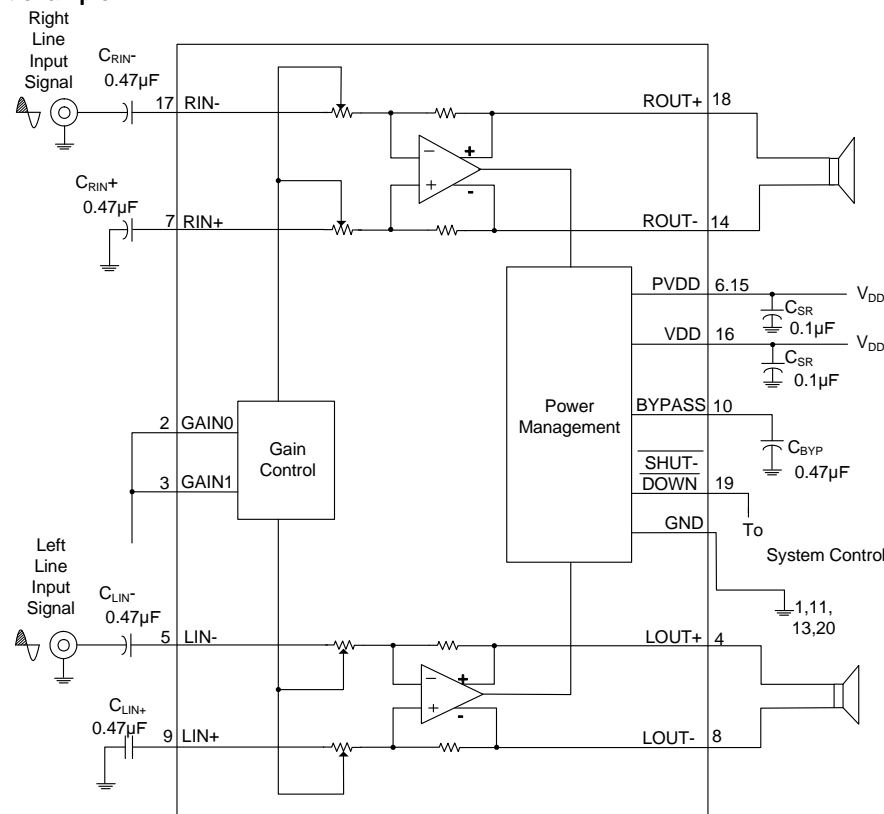 Right
Line
Input
Signal
CRIN-
0.47µF
17 RIN-
ROUT+ 18
CRIN+
0.47µF
7 RIN+
ROUT- 14
PVDD 6.15
VDD
CSR
0.1µF
VDD 16
VDD
CSR
0.1µF
Power
Management
BYPASS 10
CBYP
0.47µF
SHUT-
DOWN 19
To
System Control
GND
1,11,
13,20
2 GAIN0
3 GAIN1
Gain
Control
Left
Line
Input
Signal
CLIN-
0.47µF
5 LIN-
LOUT+ 4
CLIN+
0.47µF
9 LIN+
LOUT- 8